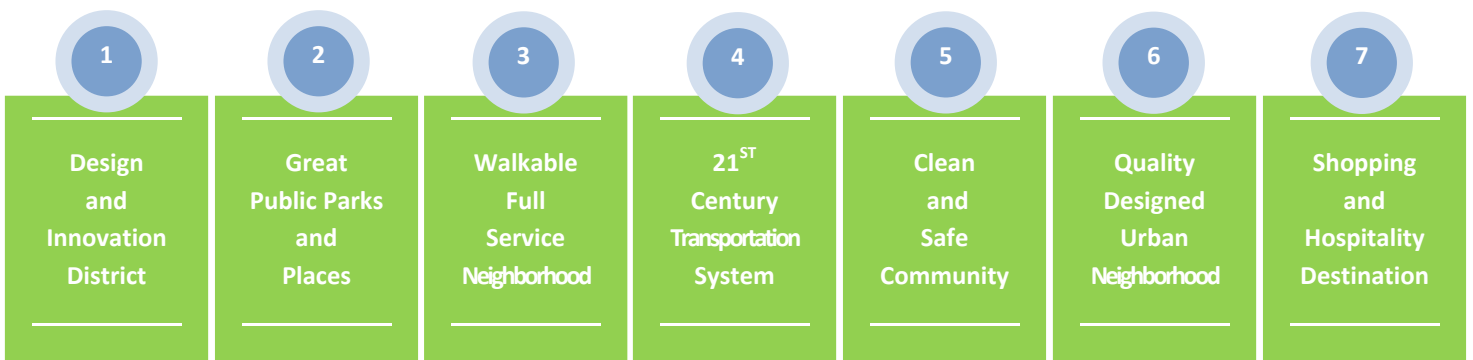 1
Design
and
Innovation
District
2
Great
Public Parks
and
Places
3
Walkable
Full
Service
Neighborhood
4
21ST
Century
Transportation
System
5
Clean
and
Safe
Community
6
Quality
Designed
Urban
Neighborhood
7
Shopping
and
Hospitality
Destination